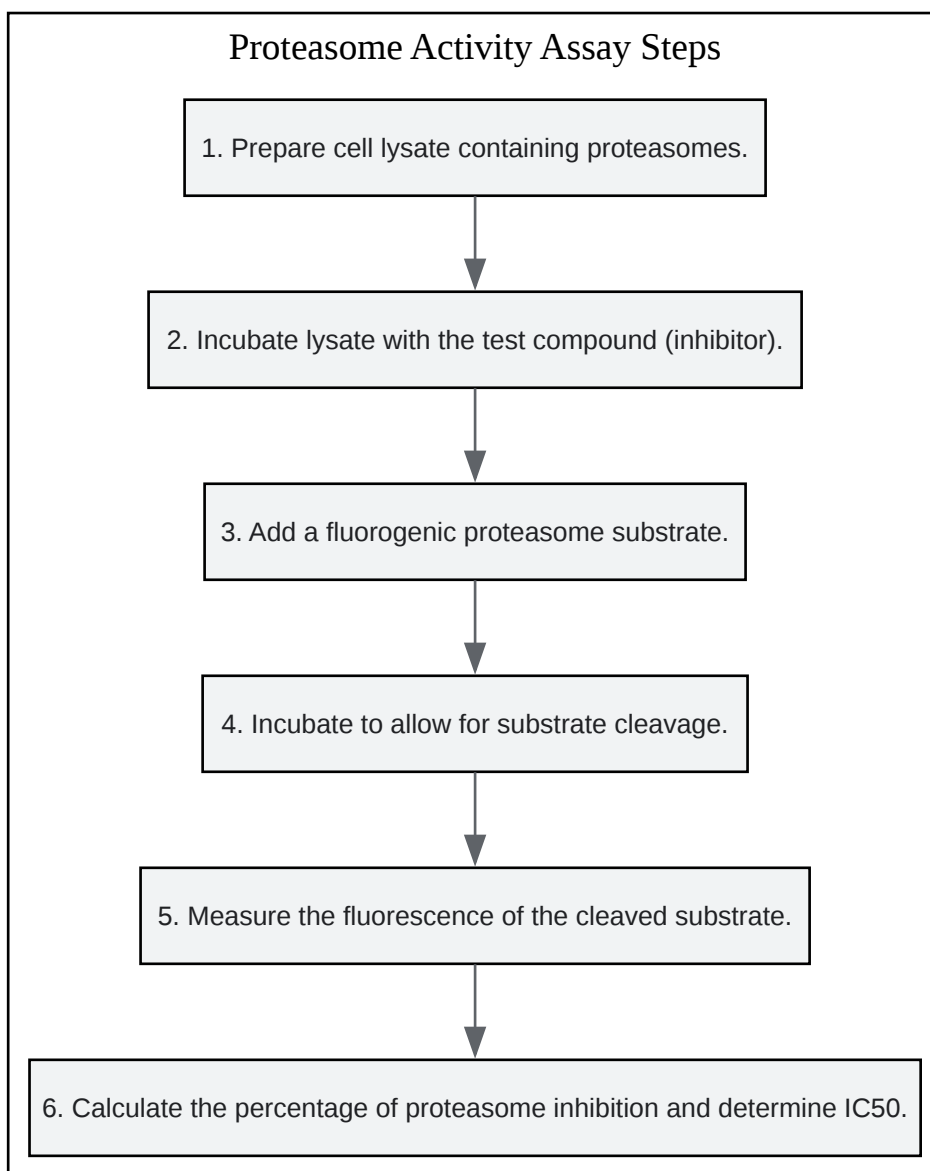 Proteasome Activity Assay Steps
1. Prepare cell lysate containing proteasomes.
2. Incubate lysate with the test compound (inhibitor).
3. Add a fluorogenic proteasome substrate.
4. Incubate to allow for substrate cleavage.
5. Measure the fluorescence of the cleaved substrate.
6. Calculate the percentage of proteasome inhibition and determine IC50.